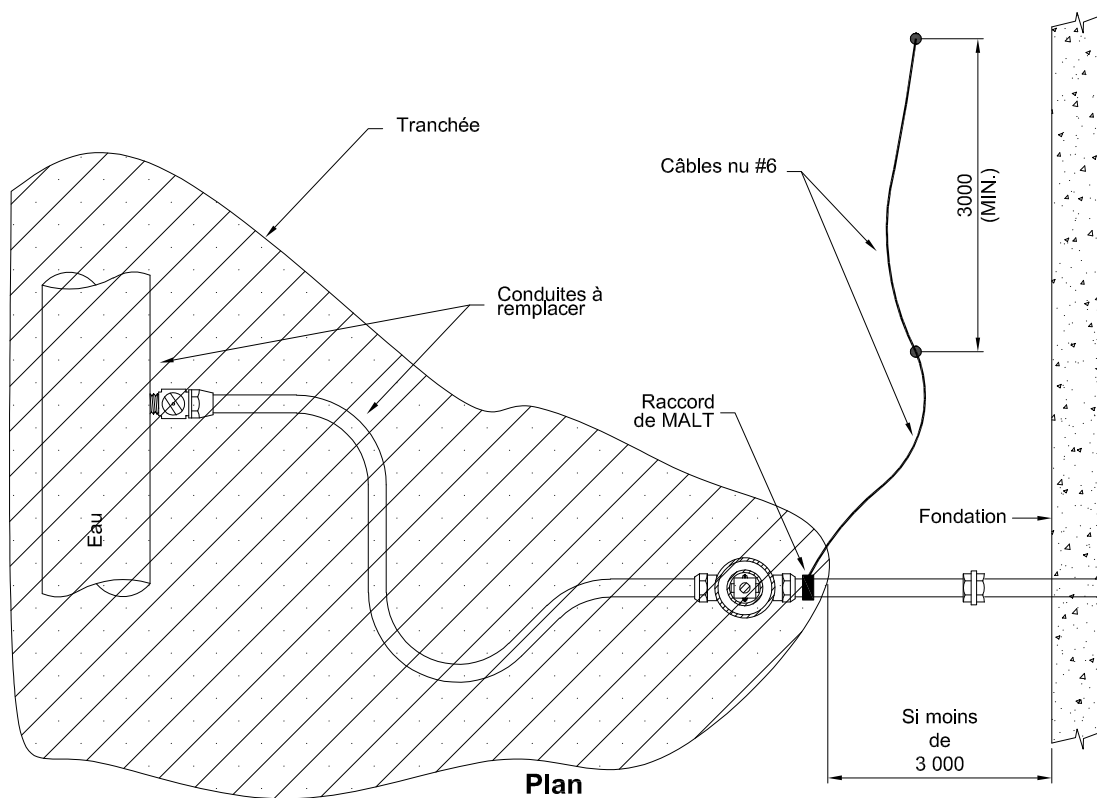 Tranchée
Câbles nu #6
3000
(MIN.)
Conduites à
remplacer
Raccord
de MALT
Eau
Fondation
Si moins
de
3 000
Plan